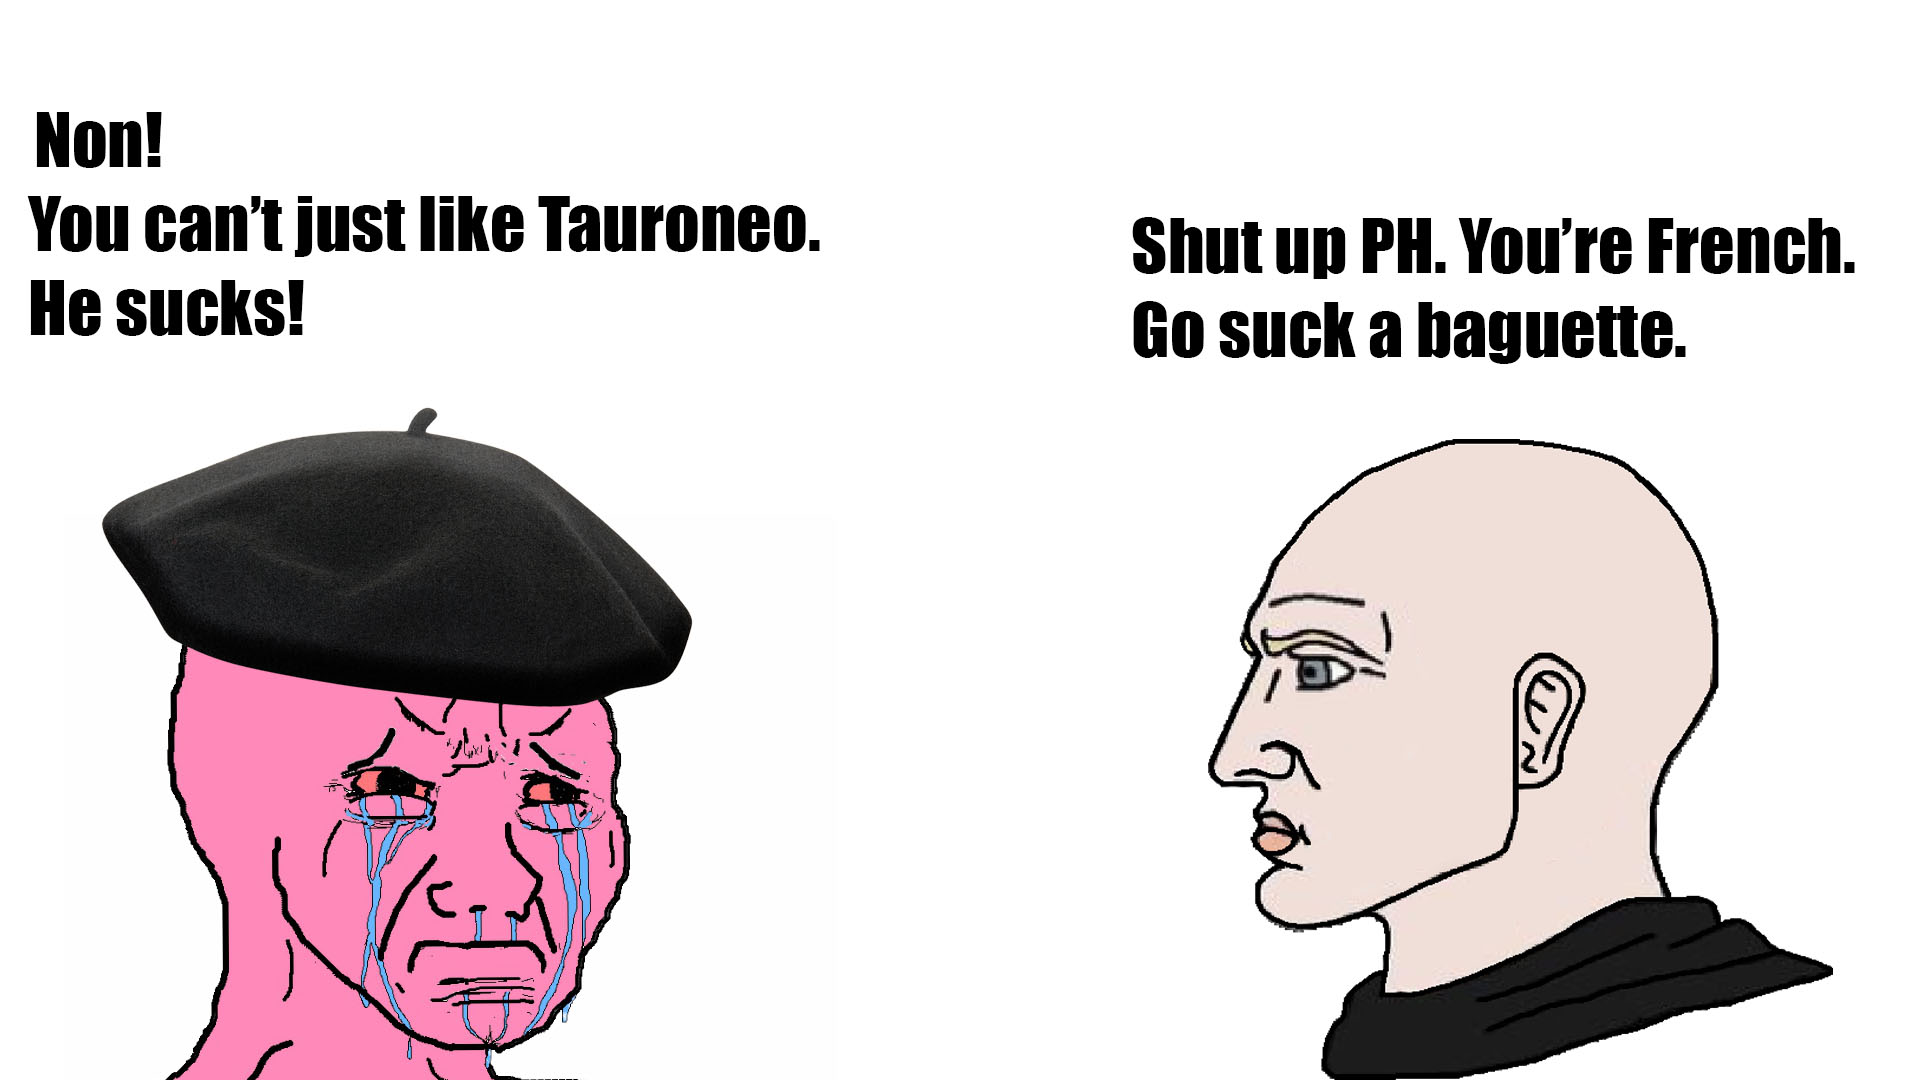 Non!
You can’t just like Tauroneo.
He sucks!
Shut up PH. You’re French.
Go suck a baguette.